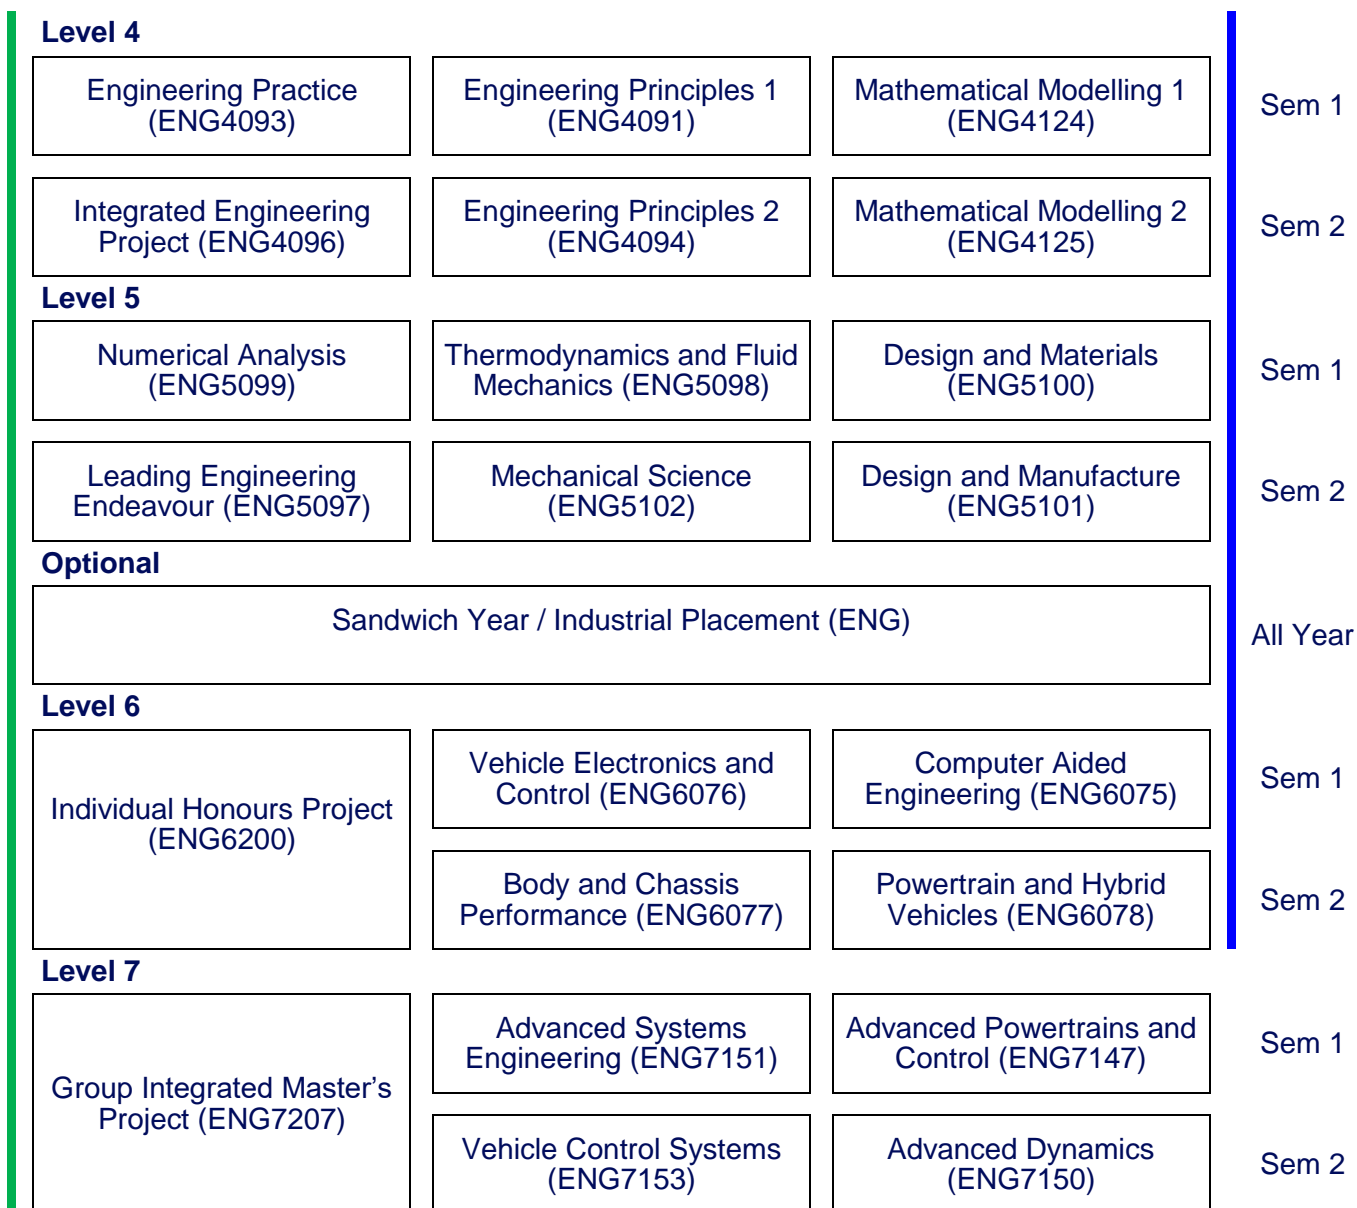 Level 4
Engineering Practice
(ENG4093)
Engineering Principles 1
(ENG4091)
Mathematical Modelling 1
(ENG4124)
Sem 1
Integrated Engineering
Project (ENG4096)
Engineering Principles 2
(ENG4094)
Mathematical Modelling 2
(ENG4125)
Sem 2
Level 5
Numerical Analysis
(ENG5099)
Thermodynamics and Fluid
Mechanics (ENG5098)
Design and Materials
(ENG5100)
Sem 1
Leading Engineering
Endeavour (ENG5097)
Mechanical Science
(ENG5102)
Design and Manufacture
(ENG5101)
Sem 2
Optional
Sandwich Year / Industrial Placement (ENG)
All Year
Level 6
Individual Honours Project
(ENG6200)
Vehicle Electronics and
Control (ENG6076)
Computer Aided
Engineering (ENG6075)
Sem 1
Body and Chassis
Performance (ENG6077)
Powertrain and Hybrid
Vehicles (ENG6078)
Sem 2
Level 7
Group Integrated Master’s
Project (ENG7207)
Advanced Systems
Engineering (ENG7151)
Advanced Powertrains and
Control (ENG7147)
Sem 1
Vehicle Control Systems
(ENG7153)
Advanced Dynamics
(ENG7150)
Sem 2